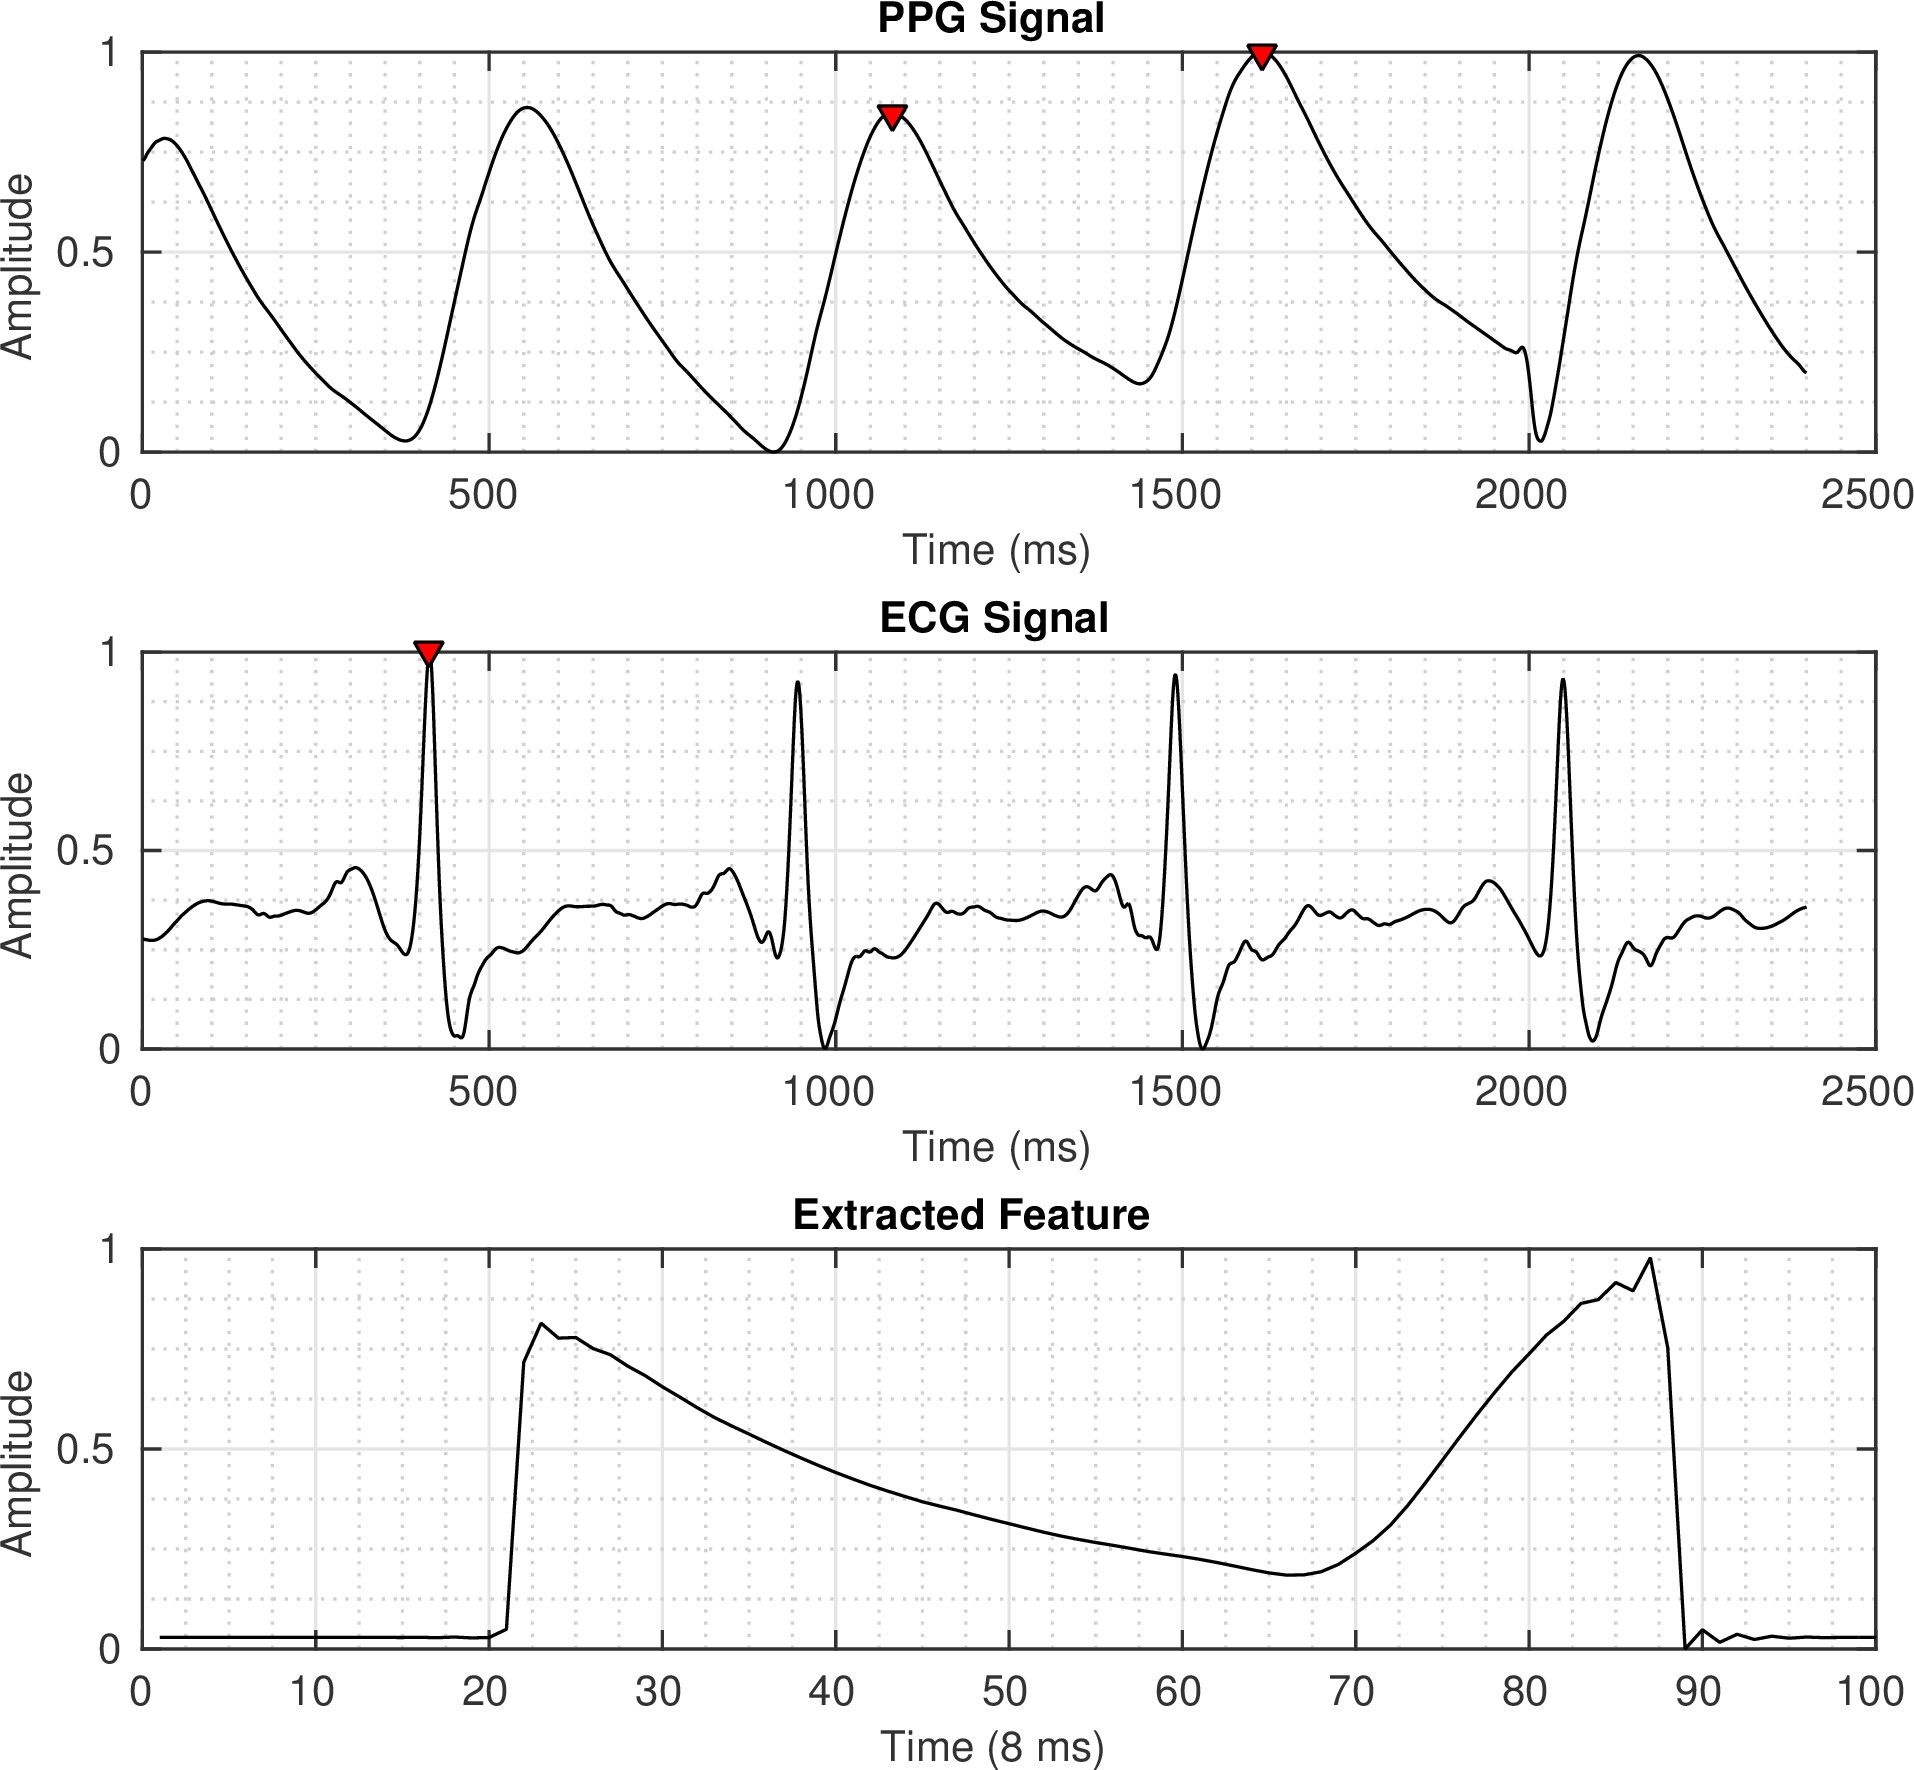 PPG Signal
1
0.5
0
Amplitude
0 500 1000 1500 2000 2500
Time (ms)
ECG Signal
1
0.5
0
Amplitude
0 500 1000 1500 2000 2500
Time (ms)
Extracted Feature
1
0.5
0
Amplitude
0 10 20 30 40 50 60 70 80 90 100
Time (8 ms)